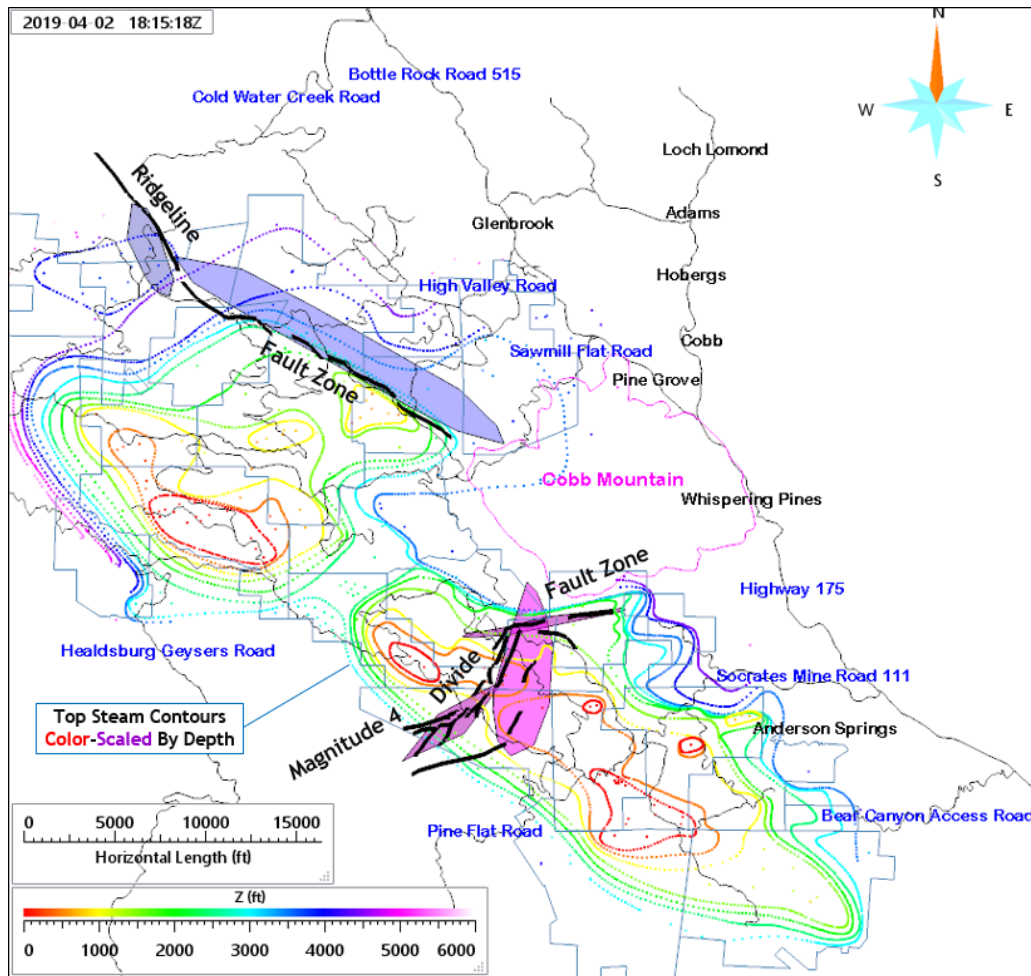 2019-04-02 18:15:18Z
N
W
E
S
Bottle Rock Road 515
Cold Water Creek Road
Loch Lomond
Ridgeline
Glenbrook
Adams
Hobergs
High Valley Road
Fault Zone
Sawmill Flat Road
Cobb
Pine Grove
Cobb Mountain
Whispering Pines
Fault Zone
Highway 175
Healdsburg Geysers Road
Divide
Socrates Mine Road 111
Top Steam Contours
Color-Scaled By Depth
Magnitude 4
Anderson Springs
Pine Flat Road
Bear Canyon Access Road
0 5000 10000 15000
Horizontal Length (ft)
Z (ft)
0 1000 2000 3000 4000 5000 6000